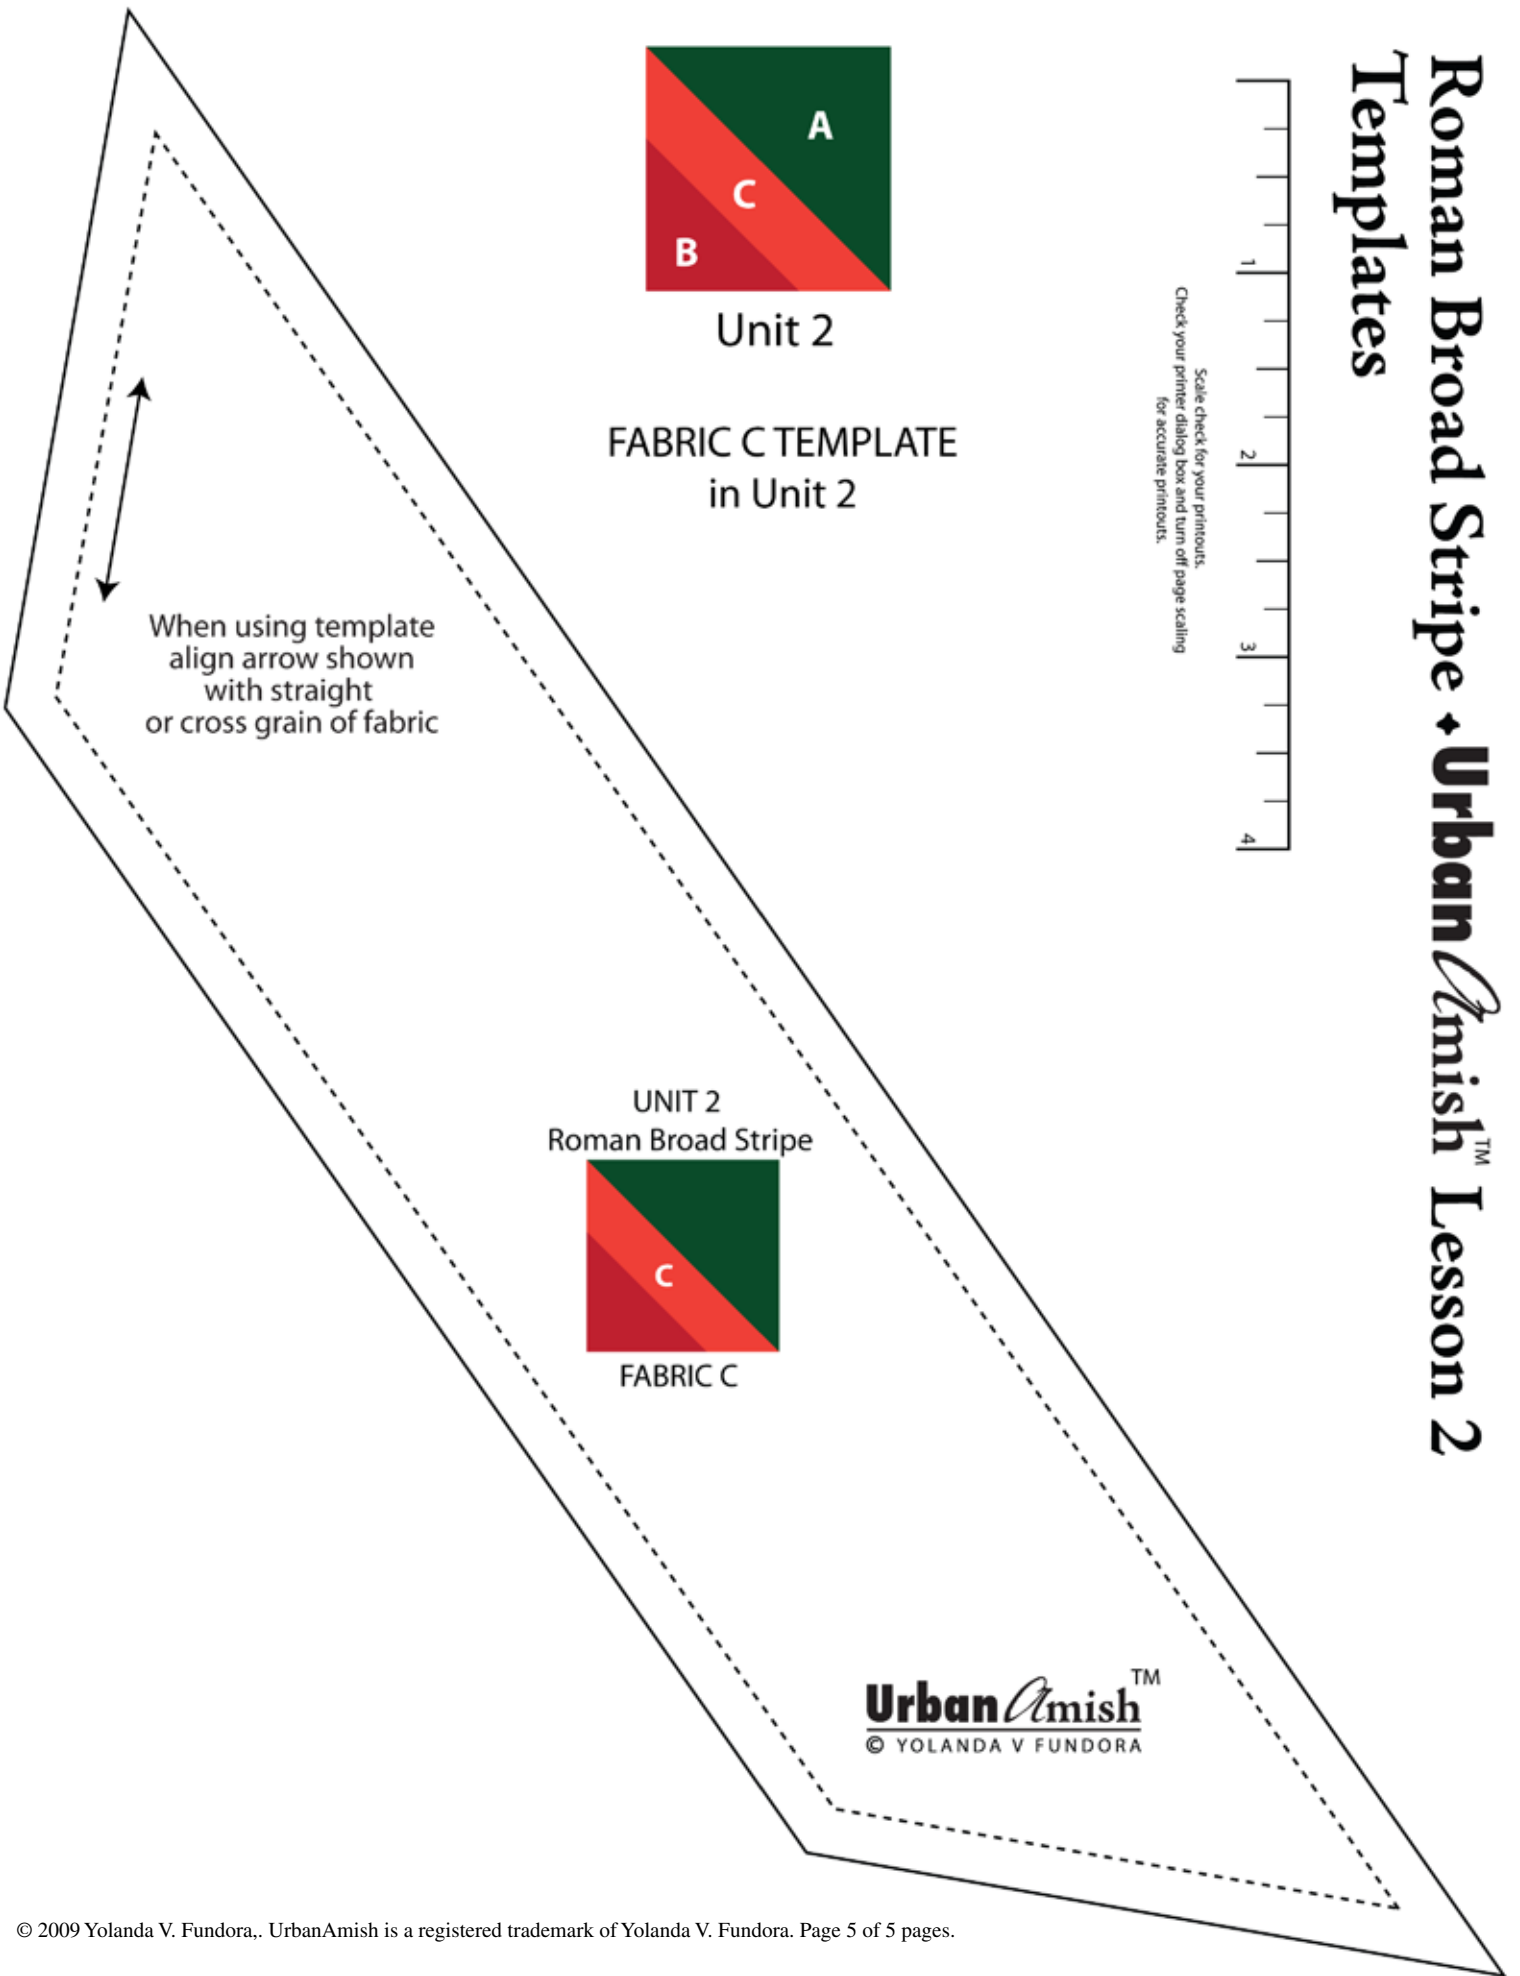 Roman Broad Stripe ✦ UrbanAmish™ Lesson 2
Templates
1
2
3
4
Scale check for your printouts.
Check your printer dialog box and turn off page scaling
for accurate printouts.
A
C
B
Unit 2
FABRIC C TEMPLATE
in Unit 2
When using template
align arrow shown
with straight
or cross grain of fabric
UNIT 2
Roman Broad Stripe
C
FABRIC C
UrbanAmish™
© YOLANDA V FUNDORA
© 2009 Yolanda V. Fundora,. UrbanAmish is a registered trademark of Yolanda V. Fundora. Page 5 of 5 pages.